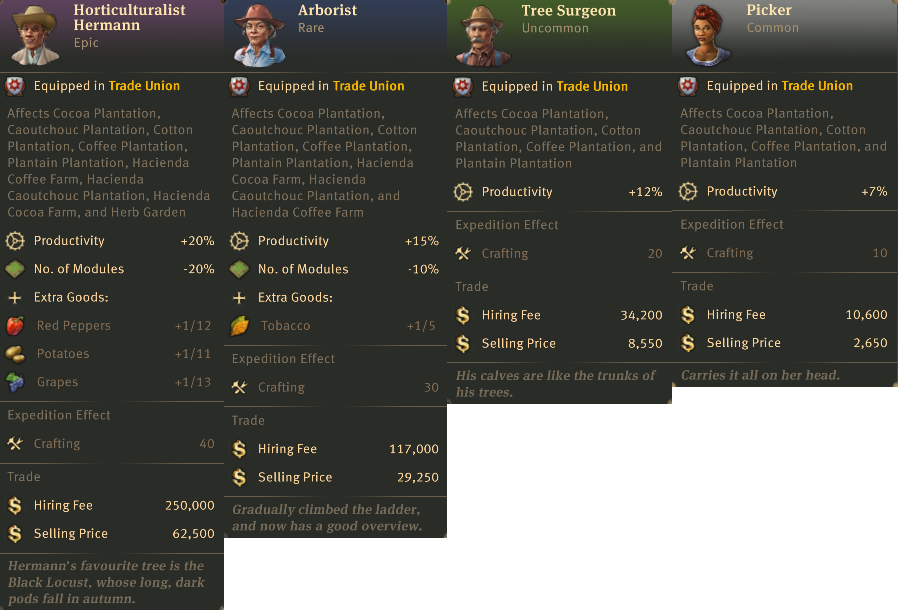 Horticulturalist
Hermann
Epic
Equipped in Trade Union
Affects Cocoa Plantation,
Caoutchouc Plantation, Cotton
Plantation, Coffee Plantation,
Plantain Plantation, Hacienda
Coffee Farm, Hacienda
Caoutchouc Plantation, Hacienda
Cocoa Farm, and Herb Garden
Productivity +20%
No. of Modules -20%
Extra Goods:
Red Peppers +1/12
Potatoes +1/11
Grapes +1/13
Expedition Effect
Crafting 40
Trade
Hiring Fee 250,000
Selling Price 62,500
Hermann's favourite tree is the
Black Locust, whose long, dark
pods fall in autumn.
Arborist
Rare
Equipped in Trade Union
Affects Cocoa Plantation,
Caoutchouc Plantation, Cotton
Plantation, Coffee Plantation,
Plantain Plantation, Hacienda
Cocoa Farm, Hacienda
Caoutchouc Plantation, and
Hacienda Coffee Farm
Productivity +15%
No. of Modules -10%
Extra Goods:
Tobacco +1/5
Expedition Effect
Crafting 30
Trade
Hiring Fee 117,000
Selling Price 29,250
Gradually climbed the ladder,
and now has a good overview.
Tree Surgeon
Uncommon
Equipped in Trade Union
Affects Cocoa Plantation,
Caoutchouc Plantation, Cotton
Plantation, Coffee Plantation, and
Plantain Plantation
Productivity +12%
Expedition Effect
Crafting 20
Trade
Hiring Fee 34,200
Selling Price 8,550
His calves are like the trunks of
his trees.
Picker
Common
Equipped in Trade Union
Affects Cocoa Plantation,
Caoutchouc Plantation, Cotton
Plantation, Coffee Plantation, and
Plantain Plantation
Productivity +7%
Expedition Effect
Crafting 10
Trade
Hiring Fee 10,600
Selling Price 2,650
Carries it all on her head.